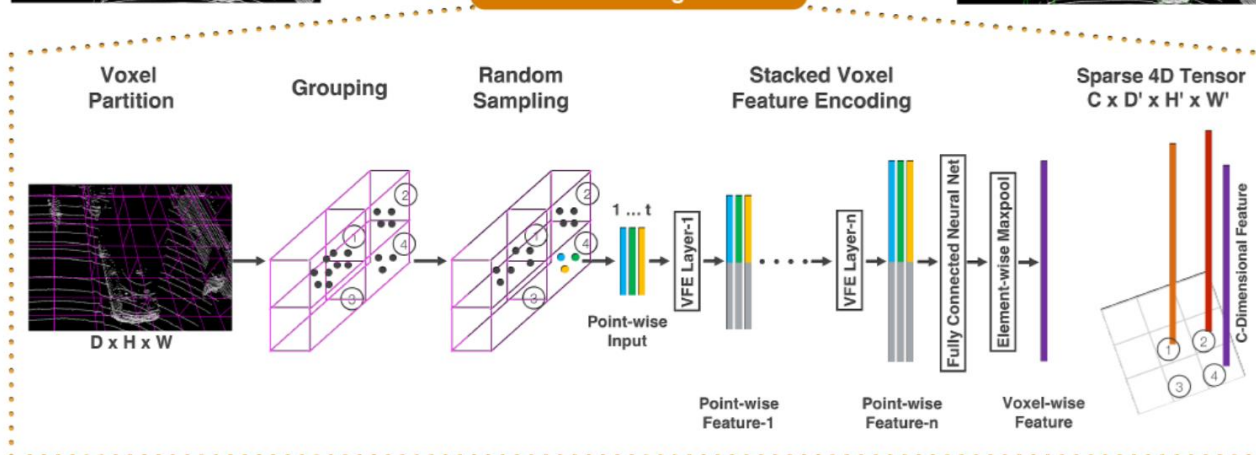 Voxel
Partition
Grouping
Random
Sampling
Stacked Voxel
Feature Encoding
Sparse 4D Tensor
C x D' x H' x W'
D x H x W
1
2
3
4
1
2
3
4
1 ... t
Point-wise
Input
VFE Layer-1
Point-wise
Feature-1
VFE Layer-n
Point-wise
Feature-n
Fully Connected Neural Net
Element-wise Maxpool
Voxel-wise
Feature
C-Dimensional Feature
1
2
3
4